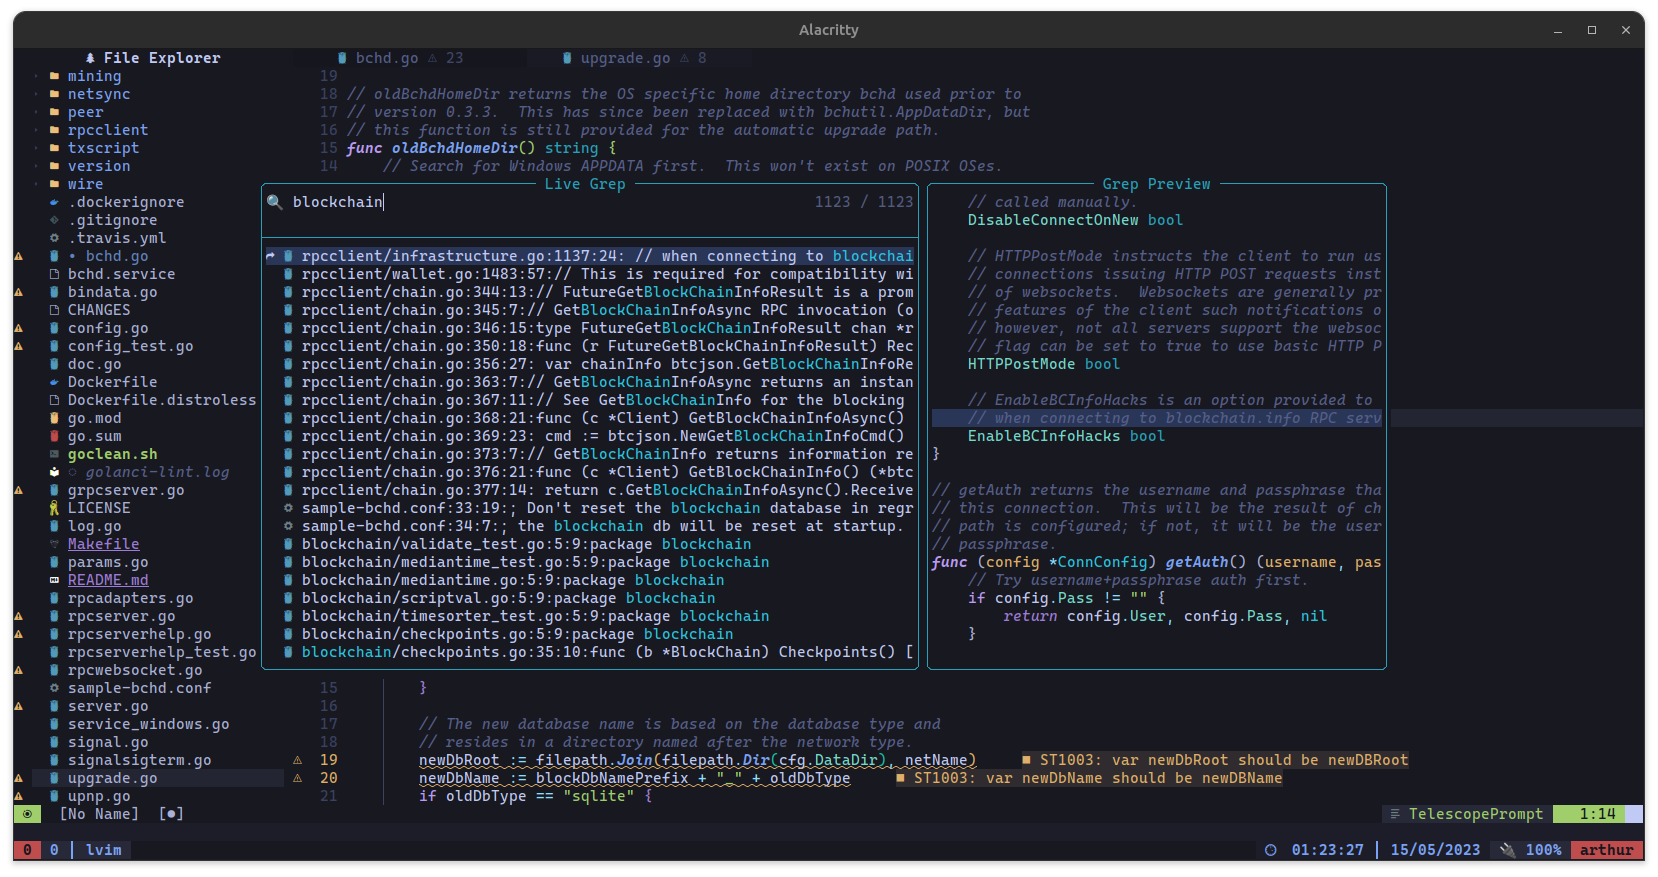 Alacritty
File Explorer
bchd.go 23
upgrade.go 8
mining
netsync
peer
rpcclient
txscript
version
wire
.dockerignore
.gitignore
.travis.yml
bchd.go
bchd.service
bindata.go
CHANGES
config.go
config_test.go
doc.go
Dockerfile
Dockerfile.distroless
go.mod
go.sum
goclean.sh
golanci-lint.log
grpcserver.go
LICENSE
log.go
Makefile
params.go
README.md
rpcadapters.go
rpcserver.go
rpcserverhelp.go
rpcserverhelp_test.go
rpcwebsocket.go
sample-bchd.conf
server.go
service_windows.go
signal.go
signalsigterm.go
upgrade.go
upnp.go
19
18 // oldBchdHomeDir returns the OS specific home directory bchd used prior to
17 // version 0.3.3.  This has since been replaced with bchutil.AppDataDir, but
16 // this function is still provided for the automatic upgrade path.
15 func oldBchdHomeDir() string {
14     // Search for Windows APPDATA first.  This won't exist on POSIX OSes.
Live Grep
blockchain 1123 / 1123
rpcclient/infrastructure.go:1137:24: // when connecting to blockchai
rpcclient/wallet.go:1483:57:// This is required for compatibility wi
rpcclient/chain.go:344:13:// FutureGetBlockChainInfoResult is a prom
rpcclient/chain.go:345:7:// GetBlockChainInfoAsync RPC invocation (o
rpcclient/chain.go:346:15:type FutureGetBlockChainInfoResult chan *r
rpcclient/chain.go:350:18:func (r FutureGetBlockChainInfoResult) Rec
rpcclient/chain.go:356:27: var chainInfo btcjson.GetBlockChainInfoRe
rpcclient/chain.go:363:7:// GetBlockChainInfoAsync returns an instan
rpcclient/chain.go:367:11:// See GetBlockChainInfo for the blocking
rpcclient/chain.go:368:21:func (c *Client) GetBlockChainInfoAsync()
rpcclient/chain.go:369:23: cmd := btcjson.NewGetBlockChainInfoCmd()
rpcclient/chain.go:373:7:// GetBlockChainInfo returns information re
rpcclient/chain.go:376:21:func (c *Client) GetBlockChainInfo() (*btc
rpcclient/chain.go:377:14: return c.GetBlockChainInfoAsync().Receive
sample-bchd.conf:33:19:; Don't reset the blockchain database in regr
sample-bchd.conf:34:7:; the blockchain db will be reset at startup.
blockchain/validate_test.go:5:9:package blockchain
blockchain/mediantime_test.go:5:9:package blockchain
blockchain/mediantime.go:5:9:package blockchain
blockchain/scriptval.go:5:9:package blockchain
blockchain/timesorter_test.go:5:9:package blockchain
blockchain/checkpoints.go:5:9:package blockchain
blockchain/checkpoints.go:35:10:func (b *BlockChain) Checkpoints() [
Grep Preview
// called manually.
DisableConnectOnNew bool
// HTTPPostMode instructs the client to run us
// connections issuing HTTP POST requests inst
// of websockets.  Websockets are generally pr
// features of the client such notifications o
// however, not all servers support the websoc
// flag can be set to true to use basic HTTP P
HTTPPostMode bool
// EnableBCInfoHacks is an option provided to
// when connecting to blockchain.info RPC serv
EnableBCInfoHacks bool
}
// getAuth returns the username and passphrase tha
// this connection.  This will be the result of ch
// path is configured; if not, it will be the user
// passphrase.
func (config *ConnConfig) getAuth() (username, pas
// Try username+passphrase auth first.
if config.Pass != "" {
return config.User, config.Pass, nil
}
15 }
16
17 // The new database name is based on the database type and
18 // resides in a directory named after the network type.
19 newDbRoot := filepath.Join(filepath.Dir(cfg.DataDir), netName) ■ ST1003: var newDbRoot should be newDBRoot
20 newDbName := blockDbNamePrefix + "_" + oldDbType ■ ST1003: var newDbName should be newDBName
21 if oldDbType == "sqlite" {
[No Name] [●] TelescopePrompt 1:14
0 0 lvim 01:23:27 15/05/2023 100% arthur